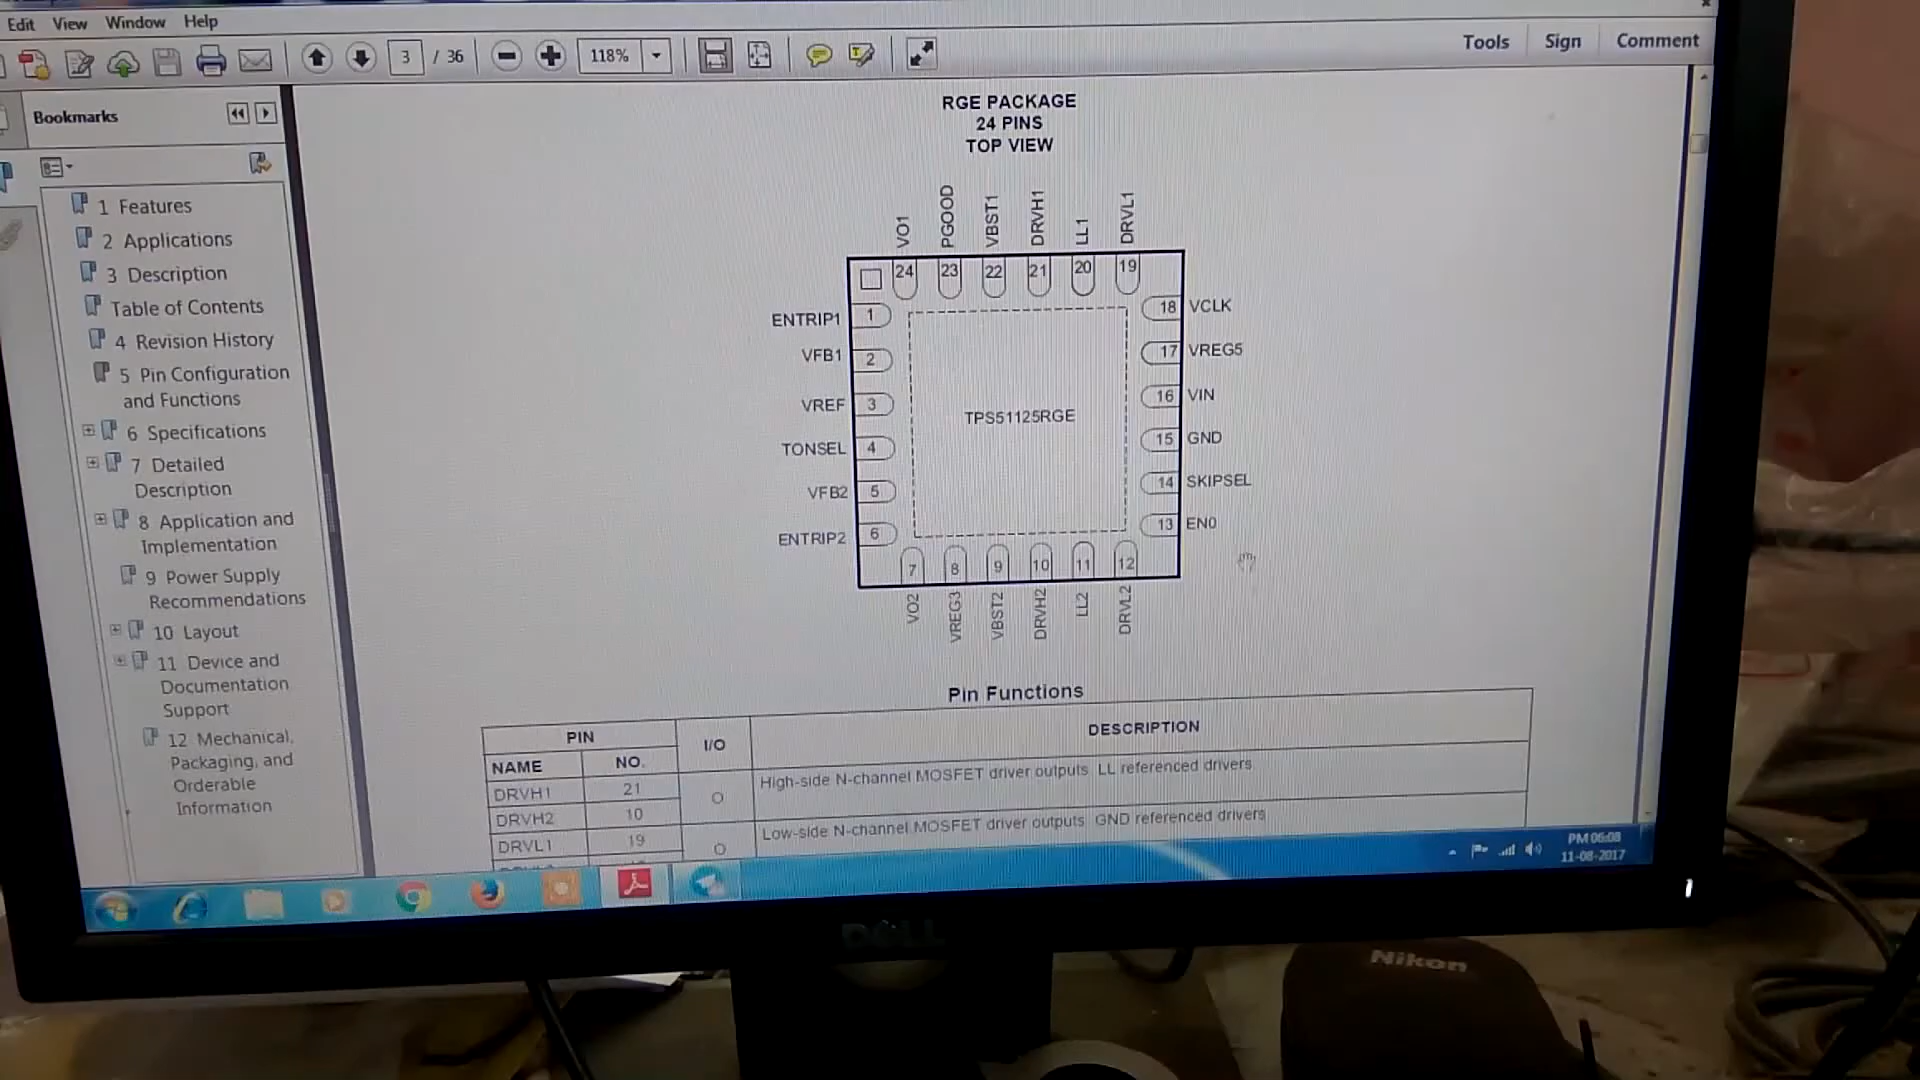 Edit View Window Help
3 / 36 118% Tools Sign Comment
Bookmarks
1 Features
2 Applications
3 Description
Table of Contents
4 Revision History
5 Pin Configuration
and Functions
6 Specifications
7 Detailed
Description
8 Application and
Implementation
9 Power Supply
Recommendations
10 Layout
11 Device and
Documentation
Support
12 Mechanical,
Packaging, and
Orderable
Information
RGE PACKAGE
24 PINS
TOP VIEW
VO1 PGOOD VBST1 DRVH1 LL1 DRVL1
24 23 22 21 20 19
ENTRIP1 1 18 VCLK
VFB1 2 17 VREG5
VREF 3 16 VIN
TPS51125RGE
TONSEL 4 15 GND
VFB2 5 14 SKIPSEL
ENTRIP2 6 13 EN0
7 8 9 10 11 12
VO2 VREG3 VBST2 DRVH2 LL2 DRVL2
Pin Functions
PIN I/O DESCRIPTION
NAME NO.
DRVH1 21 O High-side N-channel MOSFET driver outputs LL referenced drivers
DRVH2 10
DRVL1 19 O Low-side N-channel MOSFET driver outputs GND referenced drivers
PM 06:08
11-08-2017
DELL
Nikon